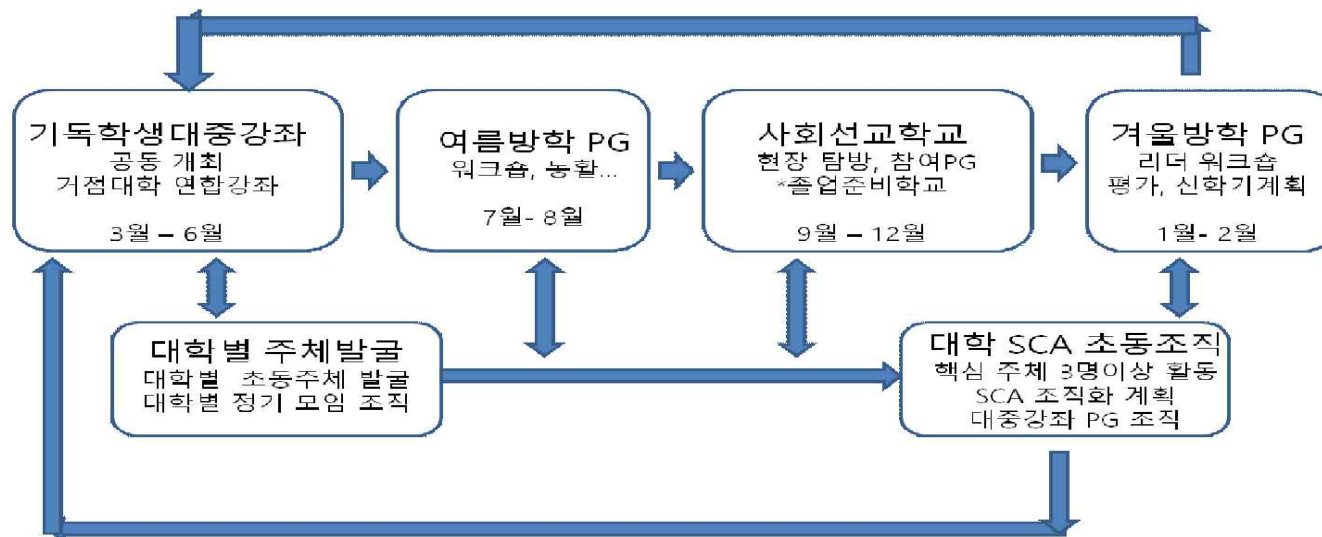 기독학생대중강좌
공동 개최
거점대학 연합강좌
3월 – 6월
여름방학 PG
워크숍, 농활...
7월- 8월
사회선교학교
현장 탐방, 참여PG
*졸업준비학교
9월 – 12월
겨울방학 PG
리더 워크숍
평가, 신학기계획
1월- 2월
대학별 주체발굴
대학별 초동주체 발굴
대학별 정기 모임 조직
대학 SCA 초동조직
핵심 주체 3명이상 활동
SCA 조직화 계획
대중강좌 PG 조직